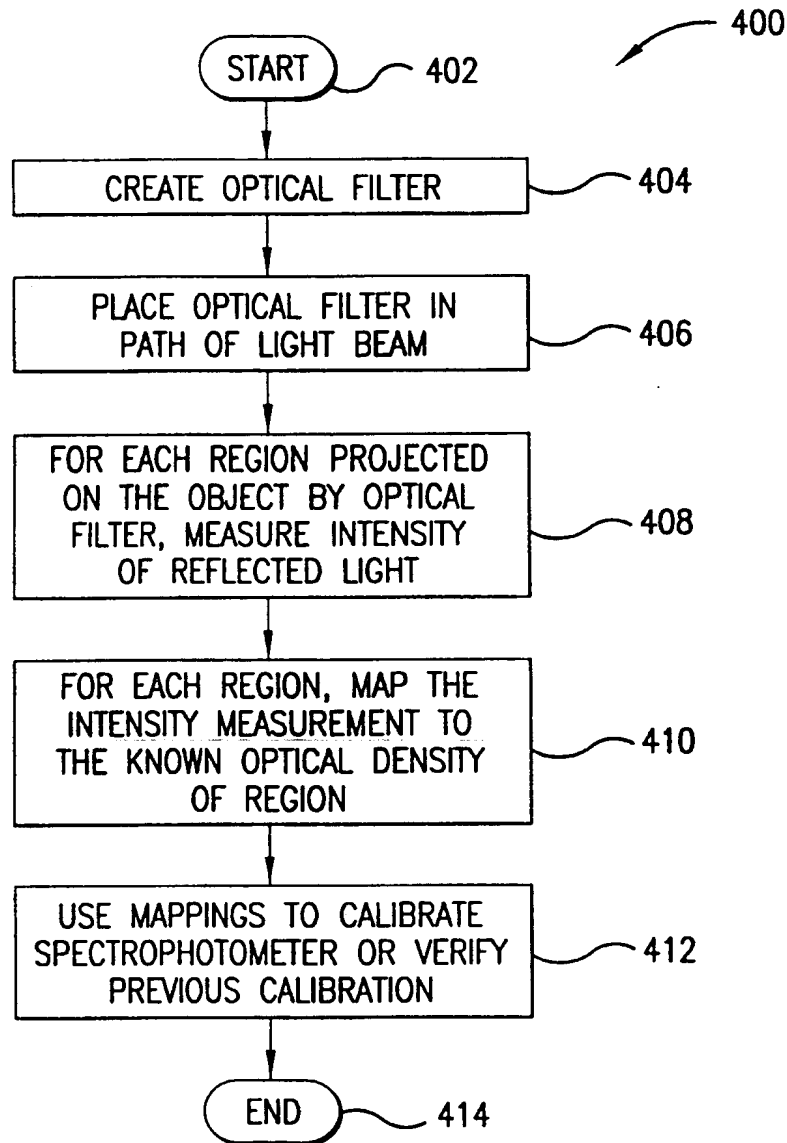 400
START
402
CREATE OPTICAL FILTER
404
PLACE OPTICAL FILTER IN
PATH OF LIGHT BEAM
406
FOR EACH REGION PROJECTED
ON THE OBJECT BY OPTICAL
FILTER, MEASURE INTENSITY
OF REFLECTED LIGHT
408
FOR EACH REGION, MAP THE
INTENSITY MEASUREMENT TO
THE KNOWN OPTICAL DENSITY
OF REGION
410
USE MAPPINGS TO CALIBRATE
SPECTROPHOTOMETER OR VERIFY
PREVIOUS CALIBRATION
412
END
414